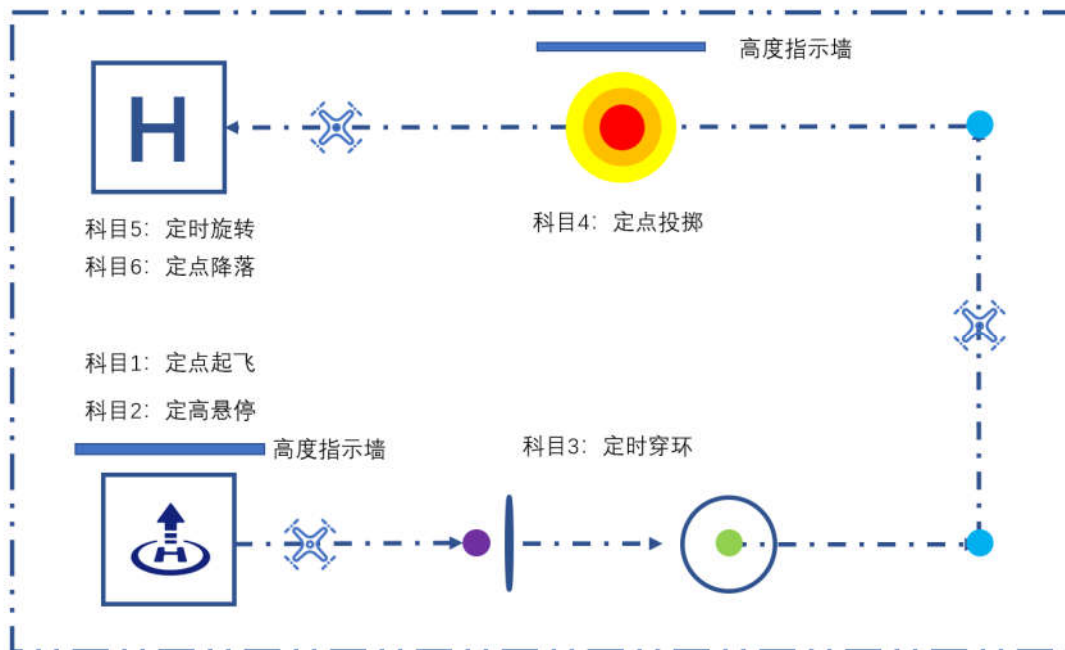 高度指示墙
H
科目5：定时旋转
科目6：定点降落
科目4：定点投掷
科目1：定点起飞
科目2：定高悬停
高度指示墙
科目3：定时穿环
H